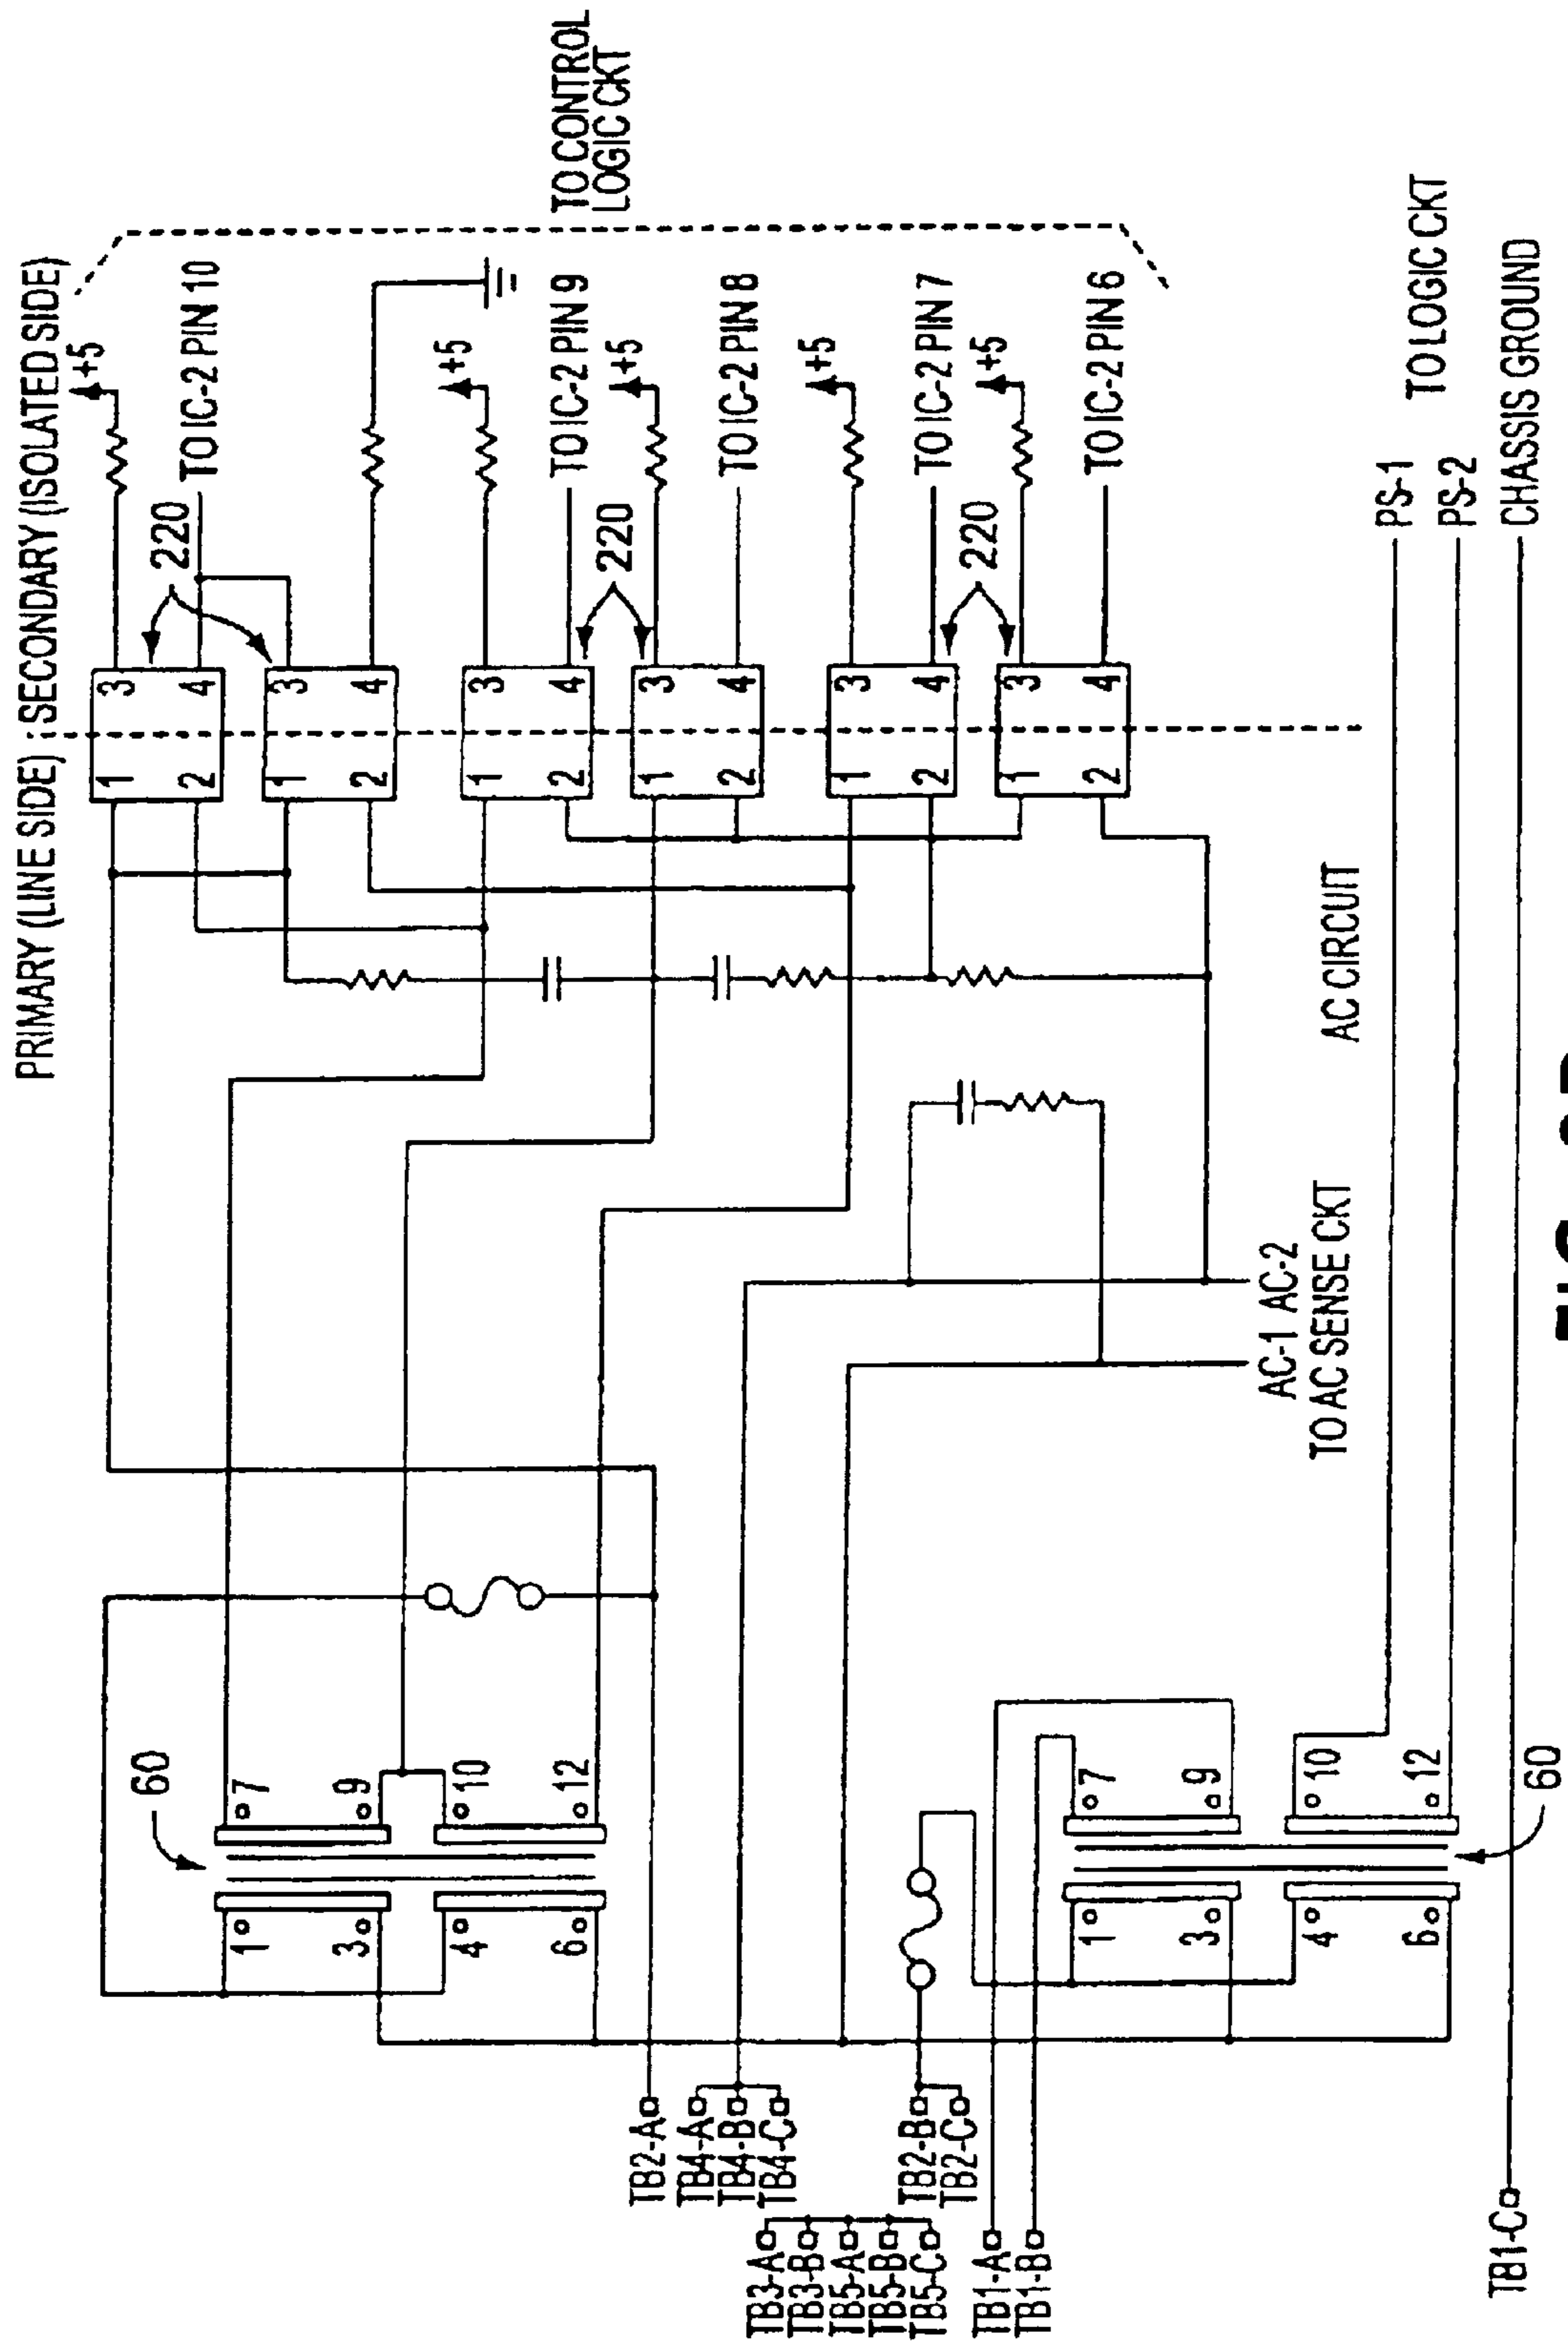 PRIMARY (LINE SIDE) : SECONDARY (ISOLATED SIDE)
+5
1
3
2
4
220
TO IC-2 PIN 10
1
3
2
4
TO CONTROL
LOGIC CKT
+5
1
3
2
4
TO IC-2 PIN 9
220
+5
1
3
2
4
TO IC-2 PIN 8
+5
1
3
2
4
TO IC-2 PIN 7
220
+5
1
3
2
4
TO IC-2 PIN 6
60
1
7
3
9
4
10
6
12
TB2-A
TB4-A
TB4-B
TB4-C
TB3-A
TB3-B
TB5-A
TB5-B
TB5-C
TB2-B
TB2-C
TB1-A
TB1-B
1
7
3
9
4
10
6
12
60
AC-1 AC-2
TO AC SENSE CKT
AC CIRCUIT
PS-1
TO LOGIC CKT
PS-2
CHASSIS GROUND
TB1-C